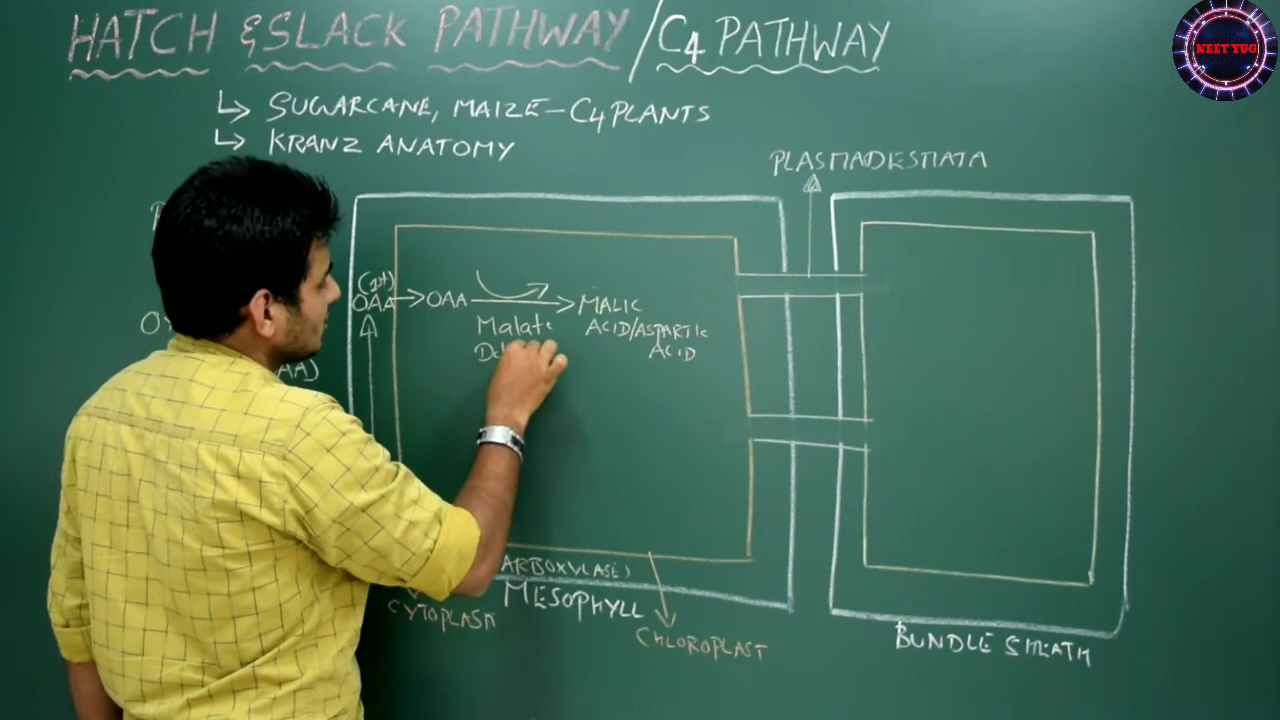 HATCH & SLACK PATHWAY / C4 PATHWAY
NEET YUG
↳ SUGARCANE, MAIZE – C4 PLANTS
↳ KRANZ ANATOMY
PLASMADESMATA
(1st)
OAA → OAA → MALIC
Malate ACID/ASPARTIC
ACID
AA)
ARBOXYLASE)
MESOPHYLL
CYTOPLASM
CHLOROPLAST
BUNDLE SHEATH